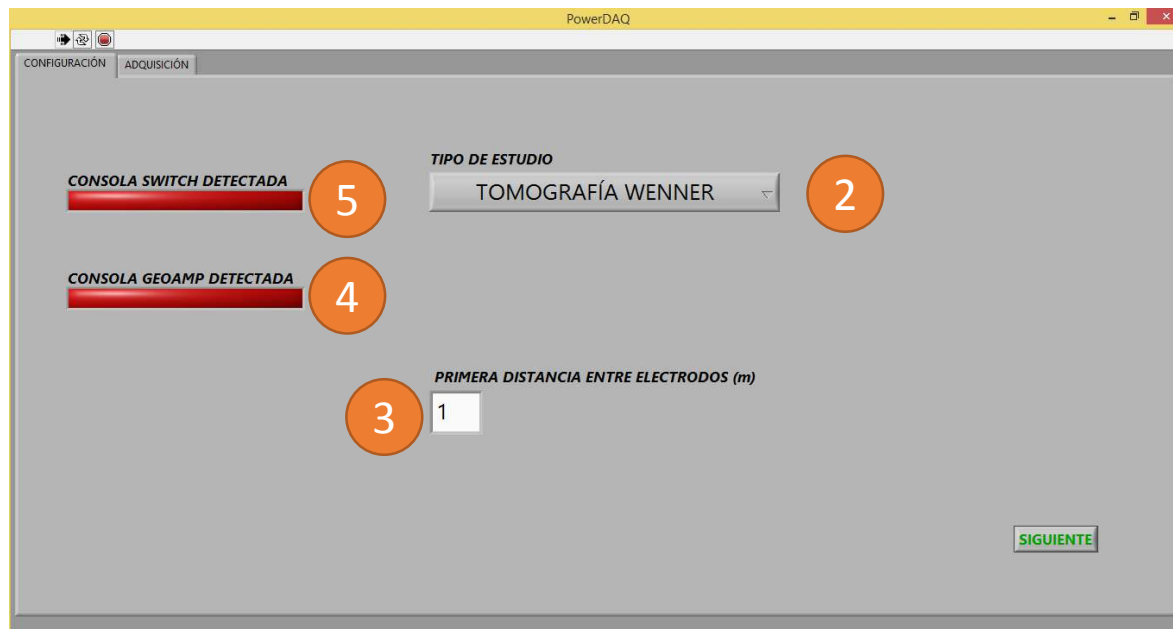 PowerDAQ
CONFIGURACIÓN
ADQUISICIÓN
CONSOLA SWITCH DETECTADA
5
TIPO DE ESTUDIO
TOMOGRAFÍA WENNER
2
CONSOLA GEOAMP DETECTADA
4
PRIMERA DISTANCIA ENTRE ELECTRODOS (m)
3
1
SIGUIENTE